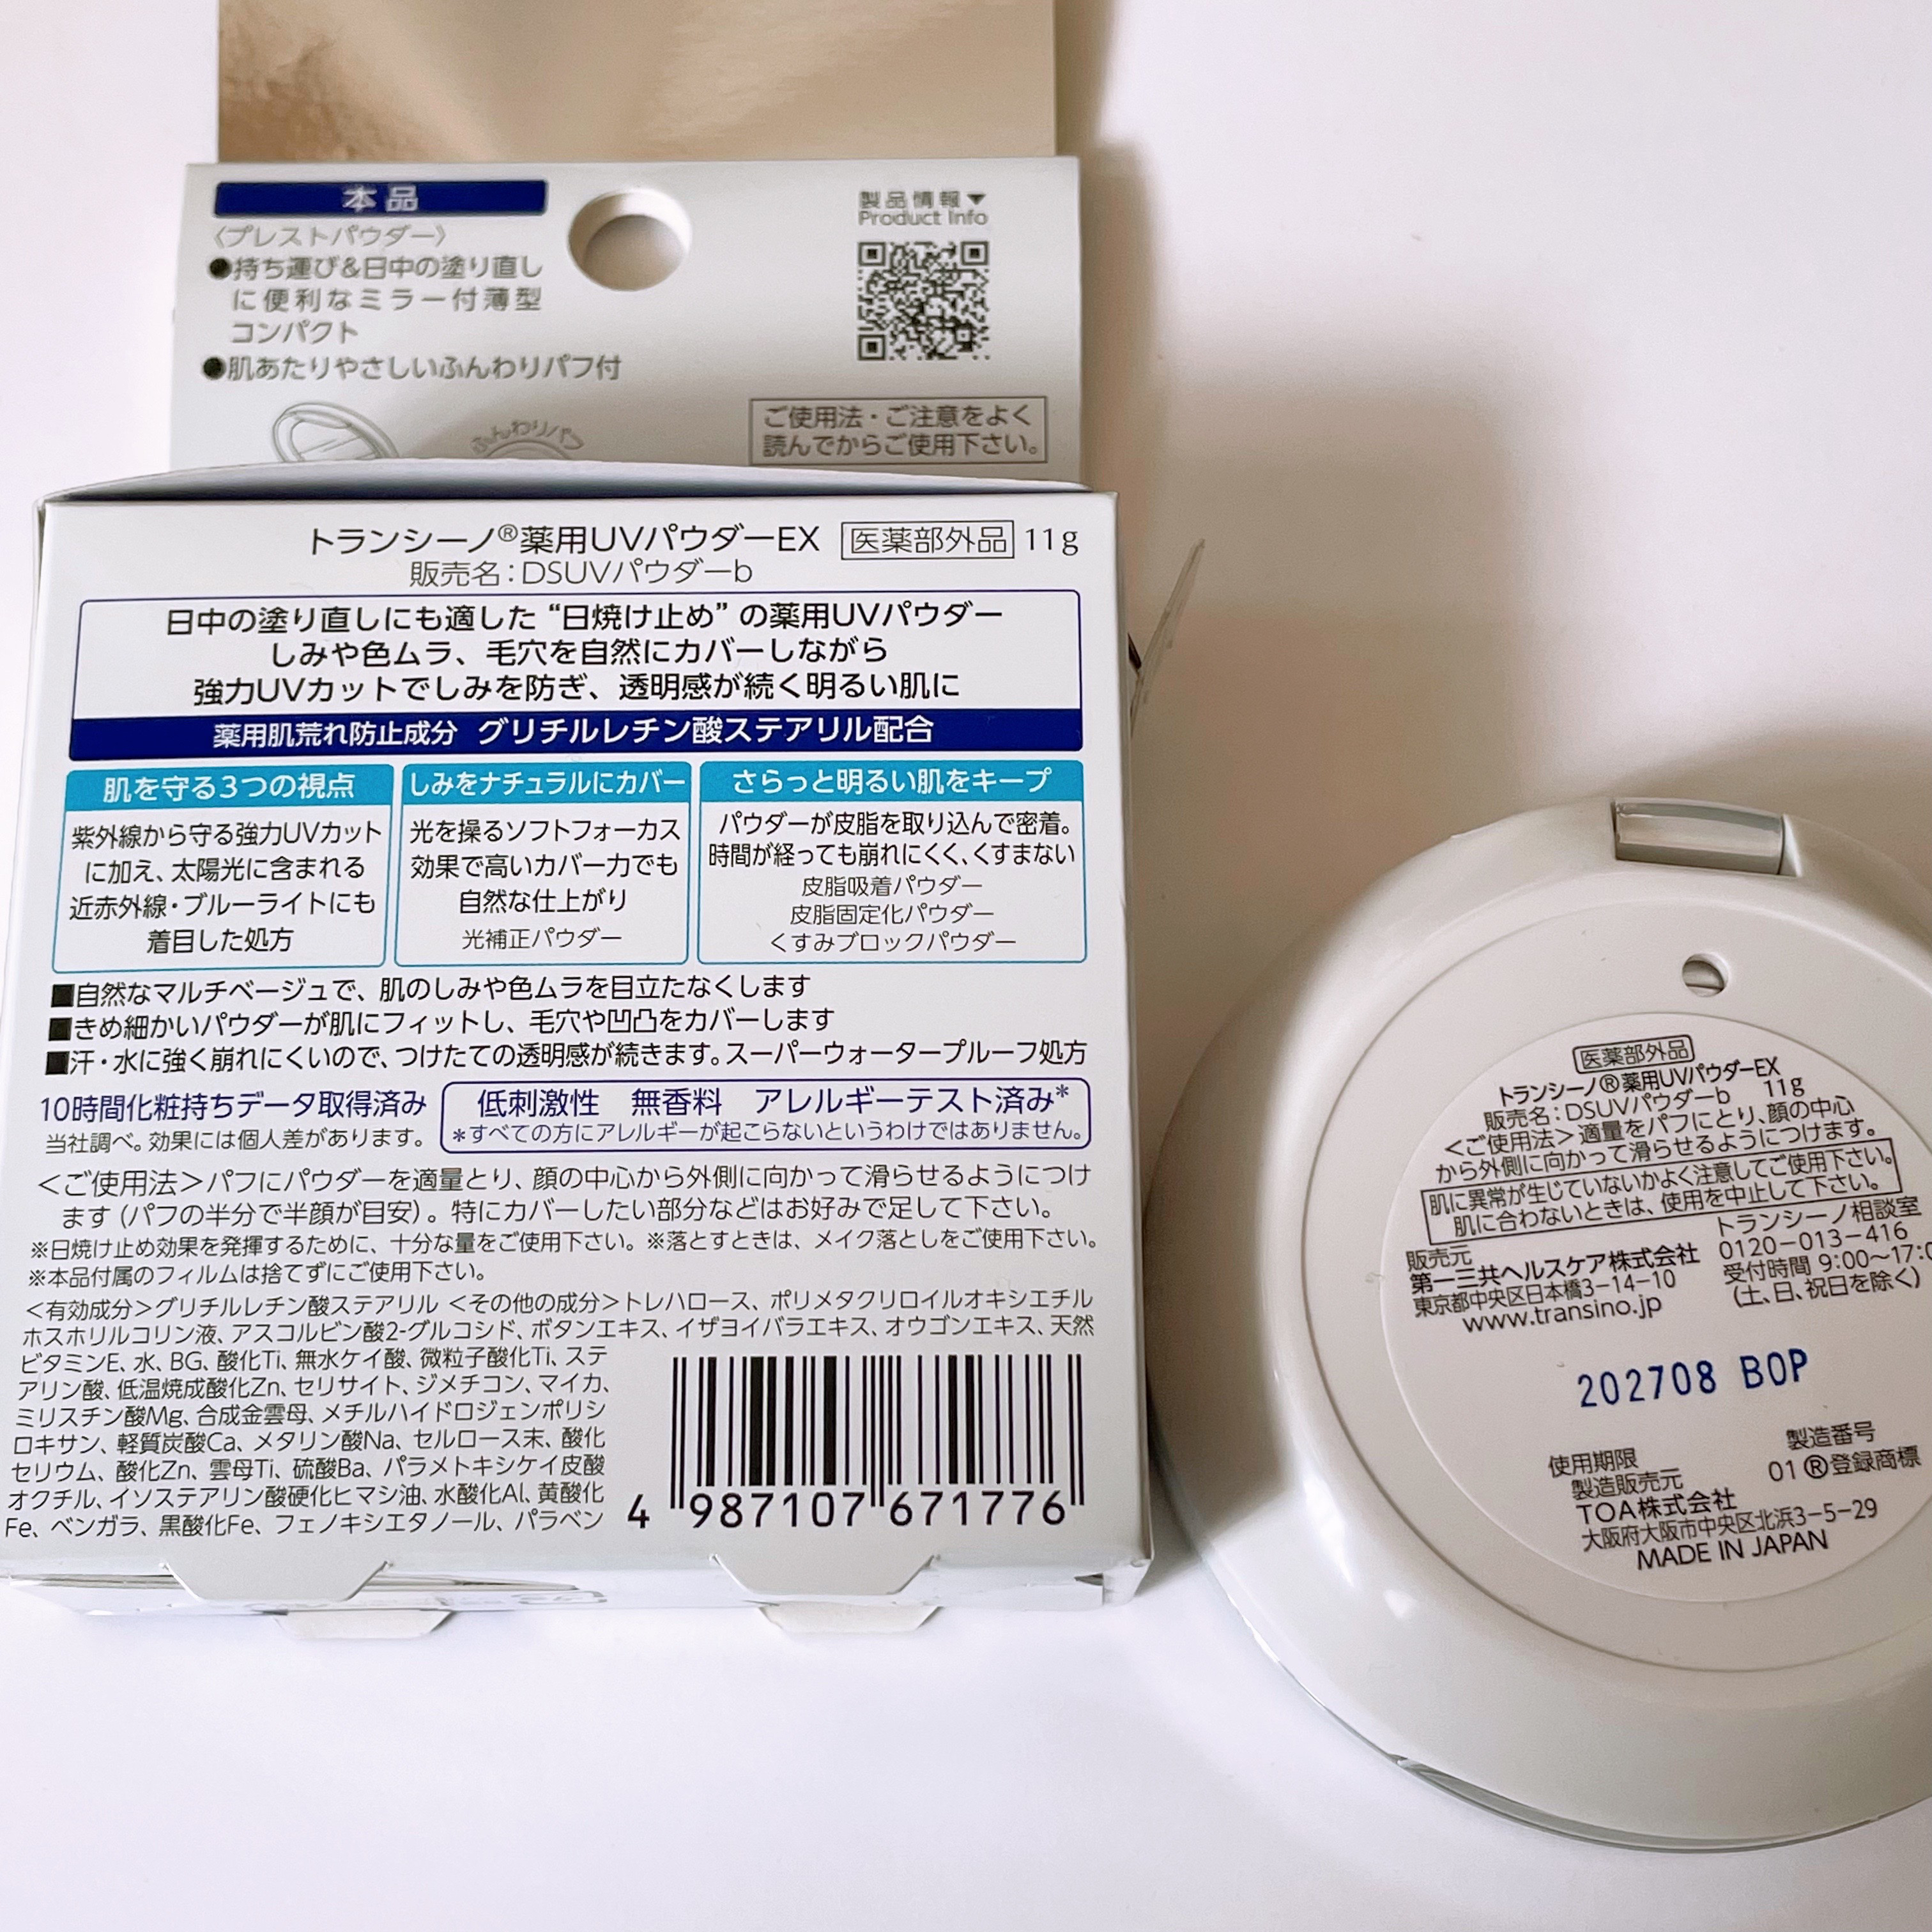 本品
〈プレストパウダー〉
●持ち運び&日中の塗り直し
に便利なミラー付薄型
コンパクト
●肌あたりやさしいふんわりパフ付
製品情報▼
Product Info
ふんわりパフ
ご使用法・ご注意をよく
読んでからご使用下さい。
トランシーノ®薬用UVパウダーEX 医薬部外品 11g
販売名：DSUVパウダーb
日中の塗り直しにも適した“日焼け止め”の薬用UVパウダー
しみや色ムラ、毛穴を自然にカバーしながら
強力UVカットでしみを防ぎ、透明感が続く明るい肌に
薬用肌荒れ防止成分 グリチルレチン酸ステアリル配合
肌を守る3つの視点
紫外線から守る強力UVカット
に加え、太陽光に含まれる
近赤外線・ブルーライトにも
着目した処方
しみをナチュラルにカバー
光を操るソフトフォーカス
効果で高いカバー力でも
自然な仕上がり
光補正パウダー
さらっと明るい肌をキープ
パウダーが皮脂を取り込んで密着。
時間が経っても崩れにくく、くすまない
皮脂吸着パウダー
皮脂固定化パウダー
くすみブロックパウダー
■自然なマルチベージュで、肌のしみや色ムラを目立たなくします
■きめ細かいパウダーが肌にフィットし、毛穴や凹凸をカバーします
■汗・水に強く崩れにくいので、つけたての透明感が続きます。スーパーウォータープルーフ処方
10時間化粧持ちデータ取得済み
当社調べ。効果には個人差があります。
低刺激性 無香料 アレルギーテスト済み*
*すべての方にアレルギーが起こらないというわけではありません。
＜ご使用法＞パフにパウダーを適量とり、顔の中心から外側に向かって滑らせるようにつけ
ます（パフの半分で半顔が目安）。特にカバーしたい部分などはお好みで足して下さい。
※日焼け止め効果を発揮するために、十分な量をご使用下さい。※落とすときは、メイク落としをご使用下さい。
※本品付属のフィルムは捨てずにご使用下さい。
＜有効成分＞グリチルレチン酸ステアリル ＜その他の成分＞トレハロース、ポリメタクリロイルオキシエチル
ホスホリルコリン液、アスコルビン酸2-グルコシド、ボタンエキス、イザヨイバラエキス、オウゴンエキス、天然
ビタミンE、水、BG、酸化Ti、無水ケイ酸、微粒子酸化Ti、ステ
アリン酸、低温焼成酸化Zn、セリサイト、ジメチコン、マイカ、
ミリスチン酸Mg、合成金雲母、メチルハイドロジェンポリシ
ロキサン、軽質炭酸Ca、メタリン酸Na、セルロース末、酸化
セリウム、酸化Zn、雲母Ti、硫酸Ba、パラメトキシケイ皮酸
オクチル、イソステアリン酸硬化ヒマシ油、水酸化Al、黄酸化
Fe、ベンガラ、黒酸化Fe、フェノキシエタノール、パラベン
4 987107 671776
医薬部外品
トランシーノ®薬用UVパウダーEX
販売名：DSUVパウダーb 11g
＜ご使用法＞適量をパフにとり、顔の中心
から外側に向かって滑らせるようにつけます。
肌に異常が生じていないかよく注意してご使用下さい。
肌に合わないときは、使用を中止して下さい。
販売元
第一三共ヘルスケア株式会社
東京都中央区日本橋3-14-10
www.transino.jp
トランシーノ相談室
0120-013-416
受付時間 9:00〜17:0
(土、日、祝日を除く)
202708 BOP
使用期限 製造番号
製造販売元 01 ®登録商標
TOA株式会社
大阪府大阪市中央区北浜3-5-29
MADE IN JAPAN